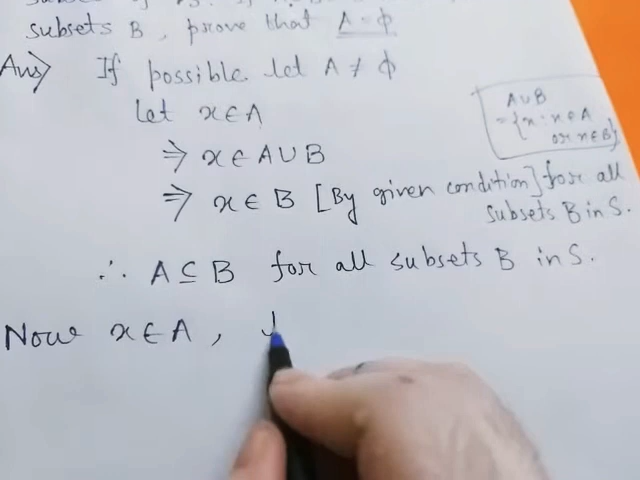 subsets B, prove that A = ϕ
Ans> If possible let A ≠ ϕ
Let x ∈ A
⇒ x ∈ A ∪ B
⇒ x ∈ B [By given condition] for all
subsets B in S.
A ∪ B
= {x : x ∈ A
or x ∈ B}
∴ A ⊆ B for all subsets B in S.
Now x ∈ A,